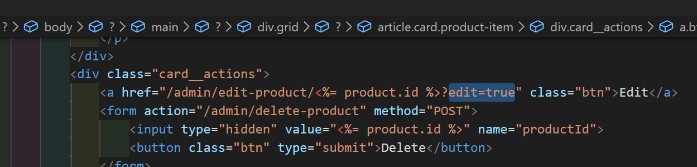 ? > body > ? > main > ? > div.grid > ? > article.card.product-item > div.card__actions > a.b
</p>
</div>
<div class="card__actions">
<a href="/admin/edit-product/<%= product.id %>?edit=true" class="btn">Edit</a>
<form action="/admin/delete-product" method="POST">
<input type="hidden" value="<%= product.id %>" name="productId">
<button class="btn" type="submit">Delete</button>
</form>